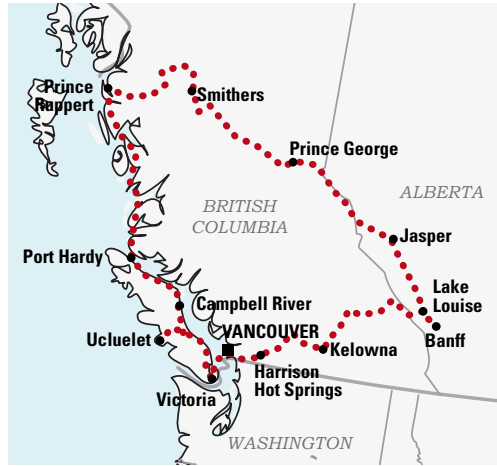 Prince
Ruppert
Smithers
Prince George
ALBERTA
BRITISH
COLUMBIA
Jasper
Port Hardy
Lake
Louise
Campbell River
VANCOUVER
Ucluelet
Banff
Kelowna
Harrison
Hot Springs
Victoria
WASHINGTON